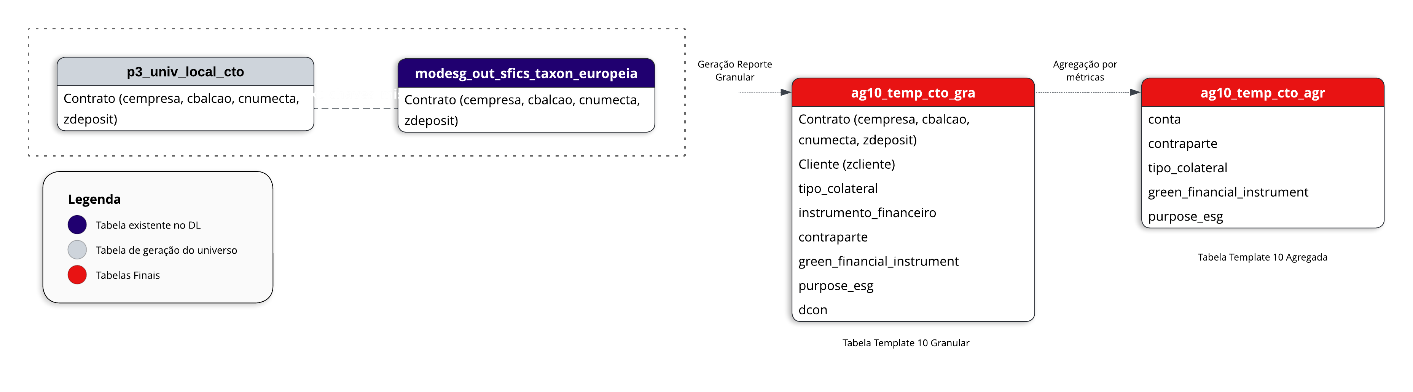 p3_univ_local_cto
Contrato (cempresa, cbalcao, cnumecta,
zdeposit)
modesg_out_sfics_taxon_europeia
Contrato (cempresa, cbalcao, cnumecta,
zdeposit)
Legenda
Tabela existente no DL
Tabela de geração do universo
Tabelas Finais
Geração Reporte
Granular
ag10_temp_cto_gra
Contrato (cempresa, cbalcao,
cnumecta, zdeposit)
Cliente (zcliente)
tipo_colateral
instrumento_financeiro
contraparte
green_financial_instrument
purpose_esg
dcon
Tabela Template 10 Granular
Agregação por
métricas
ag10_temp_cto_agr
conta
contraparte
tipo_colateral
green_financial_instrument
purpose_esg
Tabela Template 10 Agregada